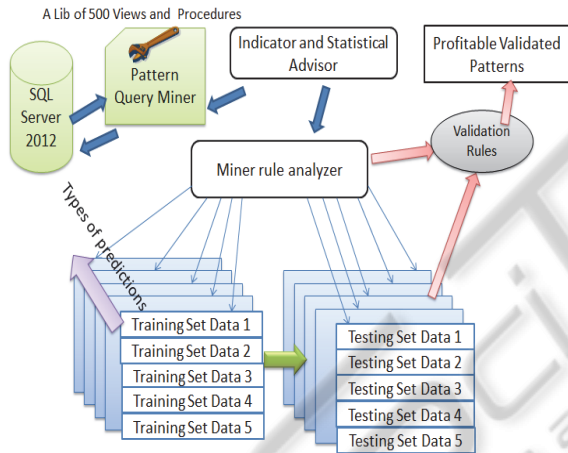 A Lib of 500 Views and Procedures
SQL
Server
2012
Pattern
Query Miner
Indicator and Statistical
Advisor
Profitable Validated
Patterns
Validation
Rules
Miner rule analyzer
Types of predictions
Training Set Data 1
Training Set Data 2
Training Set Data 3
Training Set Data 4
Training Set Data 5
Testing Set Data 1
Testing Set Data 2
Testing Set Data 3
Testing Set Data 4
Testing Set Data 5